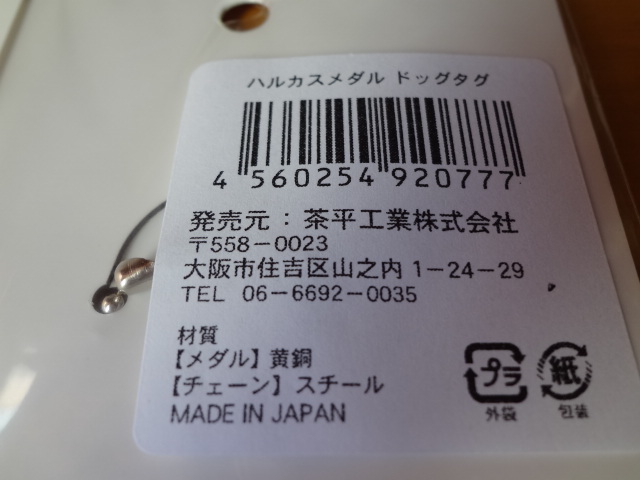 ハルカスメダル ドッグタグ
4 560254 920777
発売元：茶平工業株式会社
〒558-0023
大阪市住吉区山之内 1-24-29
TEL 06-6692-0035
材質
【メダル】黄銅
【チェーン】スチール
MADE IN JAPAN
プラ 紙
外袋 包装